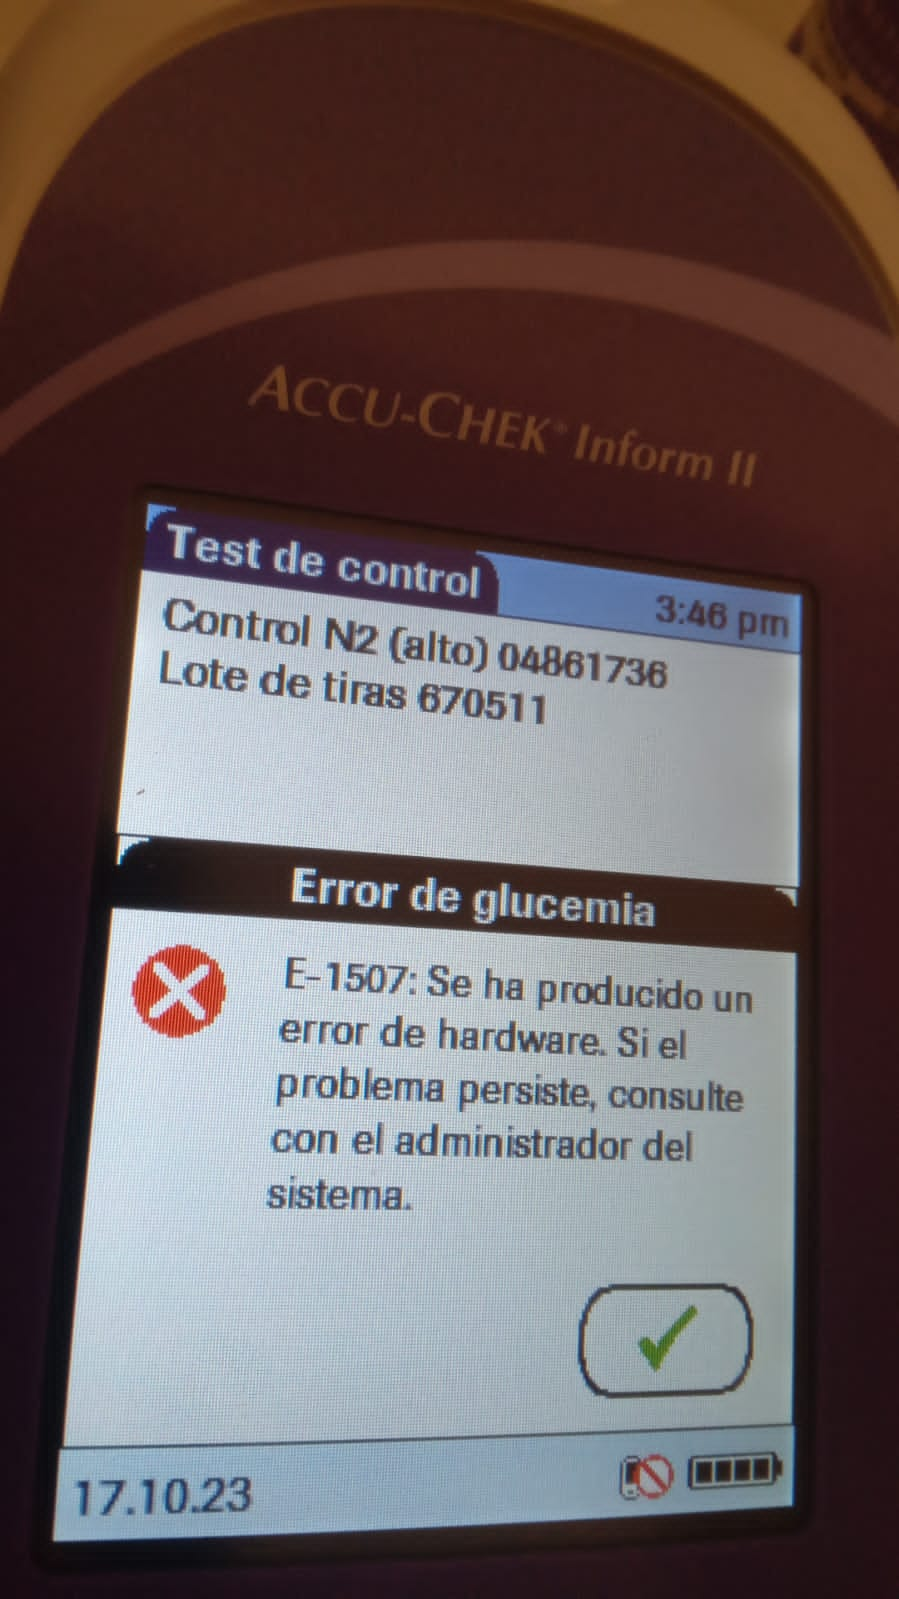 ACCU-CHEK® Inform II
Test de control
3:46 pm
Control N2 (alto) 04861736
Lote de tiras 670511
Error de glucemia
E-1507: Se ha producido un
error de hardware. Si el
problema persiste, consulte
con el administrador del
sistema.
17.10.23